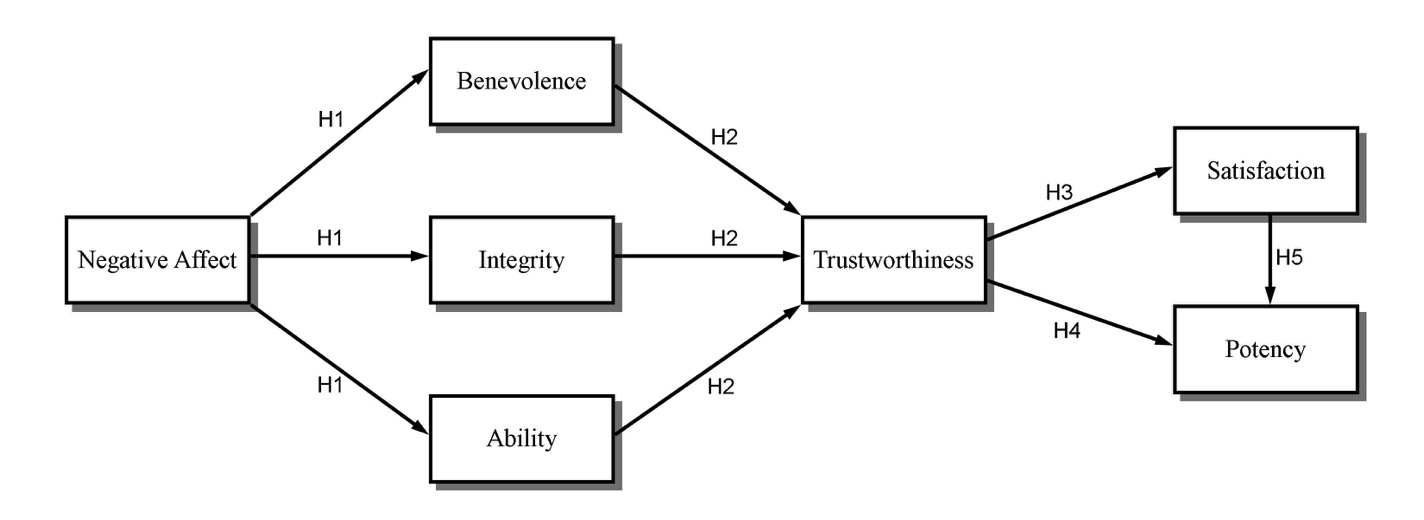 Benevolence
H1
H2
Satisfaction
H3
Negative Affect
H1
Integrity
H2
Trustworthiness
H5
H4
Potency
H1
H2
Ability